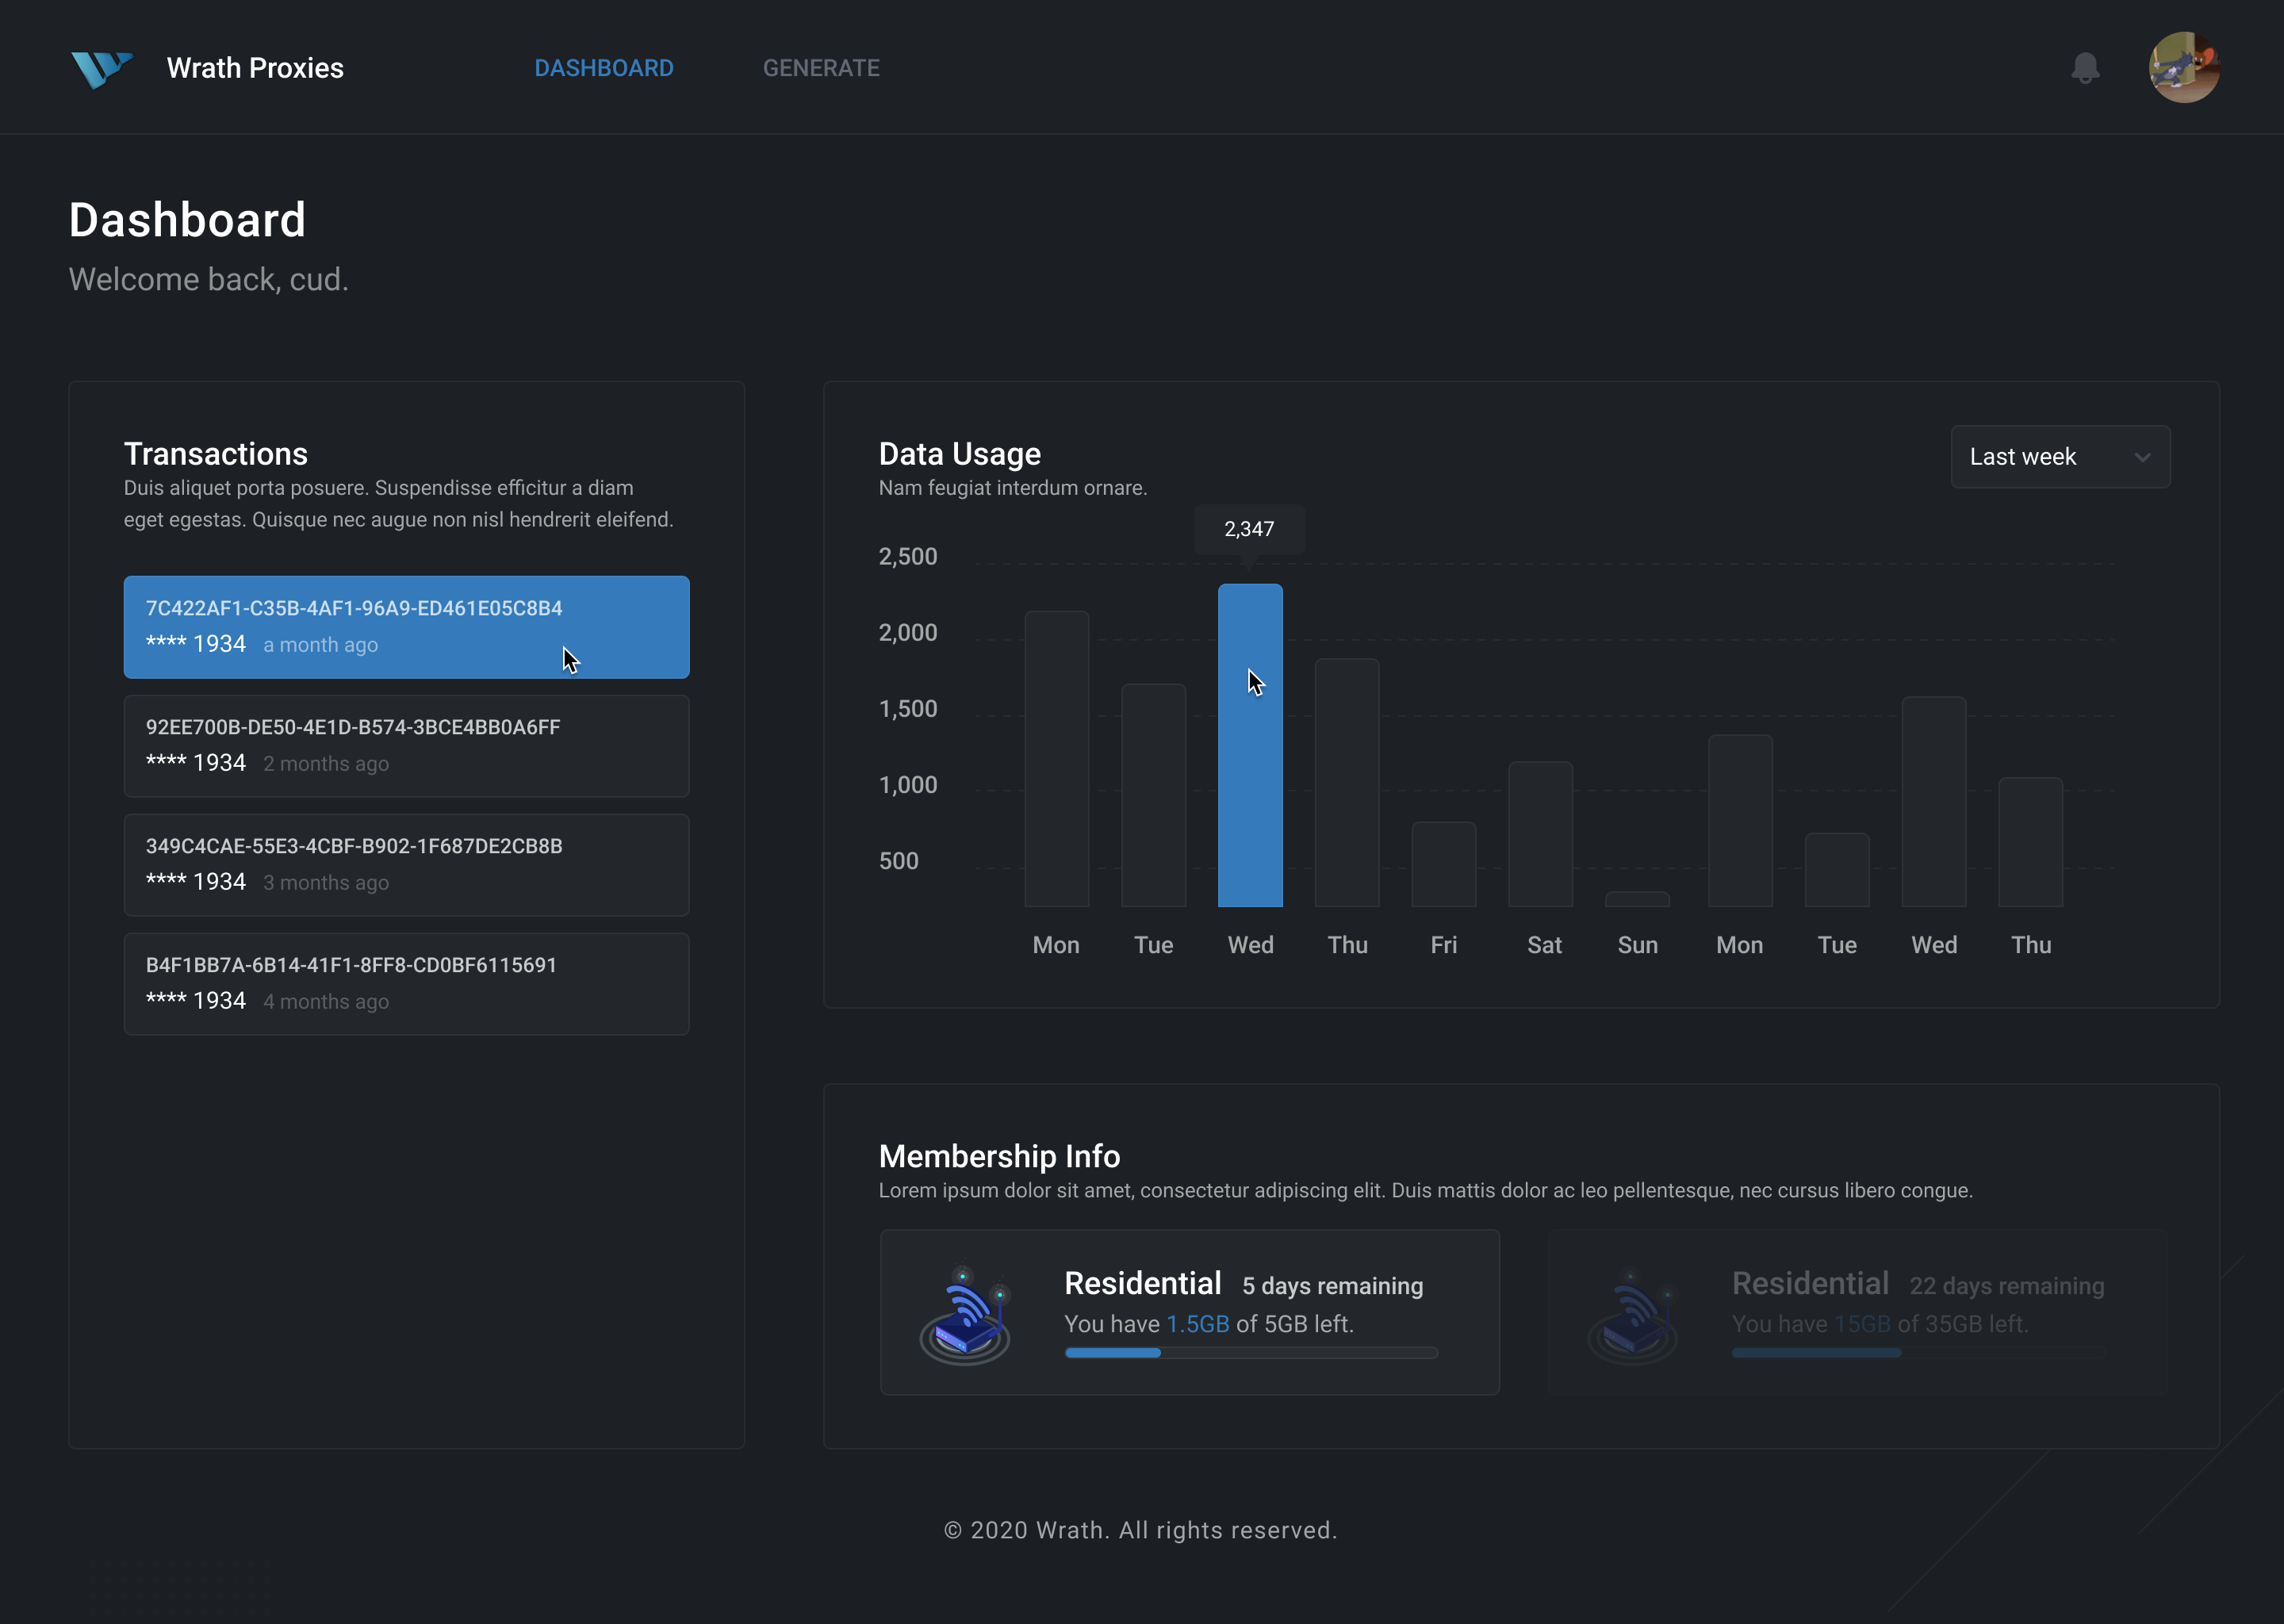 Wrath Proxies
DASHBOARD
GENERATE
Dashboard
Welcome back, cud.
Transactions
Duis aliquet porta posuere. Suspendisse efficitur a diam
eget egestas. Quisque nec augue non nisl hendrerit eleifend.
7C422AF1-C35B-4AF1-96A9-ED461E05C8B4
**** 1934 a month ago
92EE700B-DE50-4E1D-B574-3BCE4BB0A6FF
**** 1934 2 months ago
349C4CAE-55E3-4CBF-B902-1F687DE2CB8B
**** 1934 3 months ago
B4F1BB7A-6B14-41F1-8FF8-CD0BF6115691
**** 1934 4 months ago
Data Usage
Nam feugiat interdum ornare.
Last week
2,347
2,500
2,000
1,500
1,000
500
Mon Tue Wed Thu Fri Sat Sun Mon Tue Wed Thu
Membership Info
Lorem ipsum dolor sit amet, consectetur adipiscing elit. Duis mattis dolor ac leo pellentesque, nec cursus libero congue.
Residential 5 days remaining
You have 1.5GB of 5GB left.
Residential 22 days remaining
You have 15GB of 35GB left.
© 2020 Wrath. All rights reserved.